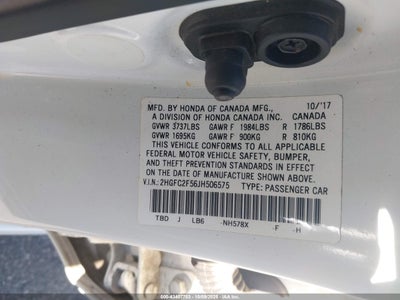 MFD. BY HONDA OF CANADA MFG., 10/'17
A DIVISION OF HONDA CANADA INC. CANADA
GVWR 3737LBS GAWR F 1984LBS R 1786LBS
GVWR 1695KG GAWR F 900KG R 810KG
THIS VEHICLE CONFORMS TO ALL APPLICABLE
FEDERAL MOTOR VEHICLE SAFETY, BUMPER,
AND THEFT PREVENTION STANDARDS IN EFFECT
ON THE DATE OF MANUFACTURE SHOWN ABOVE.
V.I.N.: 2HGFC2F56JH506575 TYPE: PASSENGER CAR
TBD J LB6 -NH578X -F -H